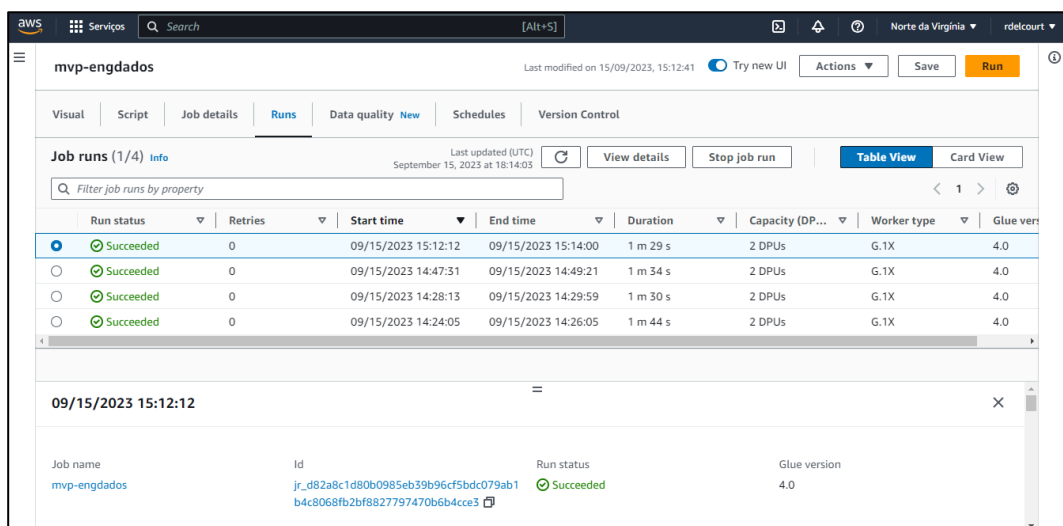 aws Serviços Search [Alt+S] Norte da Virgínia rdelcourt
mvp-engdados Last modified on 15/09/2023, 15:12:41 Try new UI Actions Save Run
Visual Script Job details Runs Data quality New Schedules Version Control
Job runs (1/4) Info Last updated (UTC) September 15, 2023 at 18:14:03 View details Stop job run Table View Card View
Filter job runs by property 1
Run status Retries Start time End time Duration Capacity (DP... Worker type Glue vers
Succeeded 0 09/15/2023 15:12:12 09/15/2023 15:14:00 1 m 29 s 2 DPUs G.1X 4.0
Succeeded 0 09/15/2023 14:47:31 09/15/2023 14:49:21 1 m 34 s 2 DPUs G.1X 4.0
Succeeded 0 09/15/2023 14:28:13 09/15/2023 14:29:59 1 m 30 s 2 DPUs G.1X 4.0
Succeeded 0 09/15/2023 14:24:05 09/15/2023 14:26:05 1 m 44 s 2 DPUs G.1X 4.0
09/15/2023 15:12:12
Job name Id Run status Glue version
mvp-engdados jr_d82a8c1d80b0985eb39b96cf5bdc079ab1 Succeeded 4.0
b4c8068fb2bf8827797470b6b4cce3